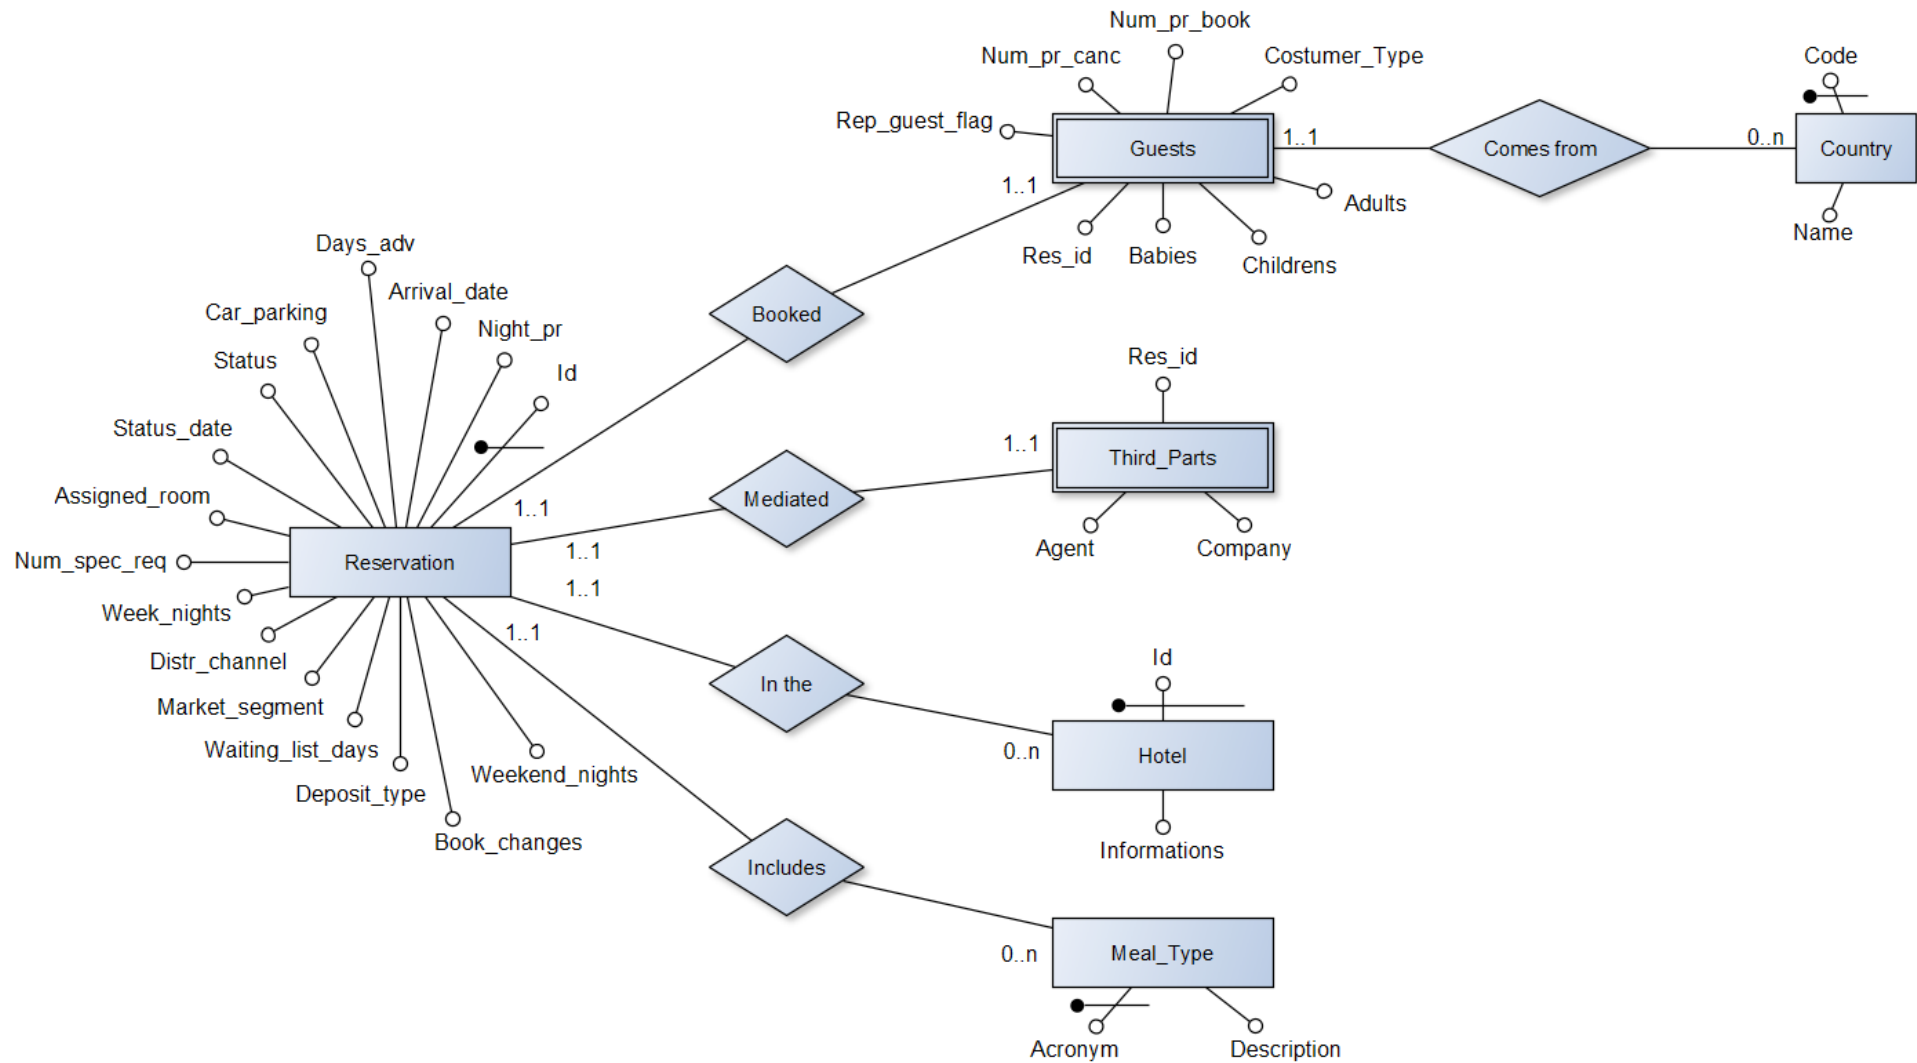 Num_pr_book
Num_pr_canc
Costumer_Type
Code
Rep_guest_flag
Guests
1..1
Comes from
0..n
Country
1..1
Adults
Name
Res_id
Babies
Childrens
Days_adv
Arrival_date
Car_parking
Night_pr
Booked
Status
Id
Res_id
Status_date
1..1
Third_Parts
Assigned_room
Mediated
1..1
Num_spec_req
Reservation
1..1
Agent
Company
1..1
Week_nights
1..1
Distr_channel
Id
In the
Market_segment
Waiting_list_days
0..n
Hotel
Weekend_nights
Deposit_type
Book_changes
Informations
Includes
0..n
Meal_Type
Acronym
Description